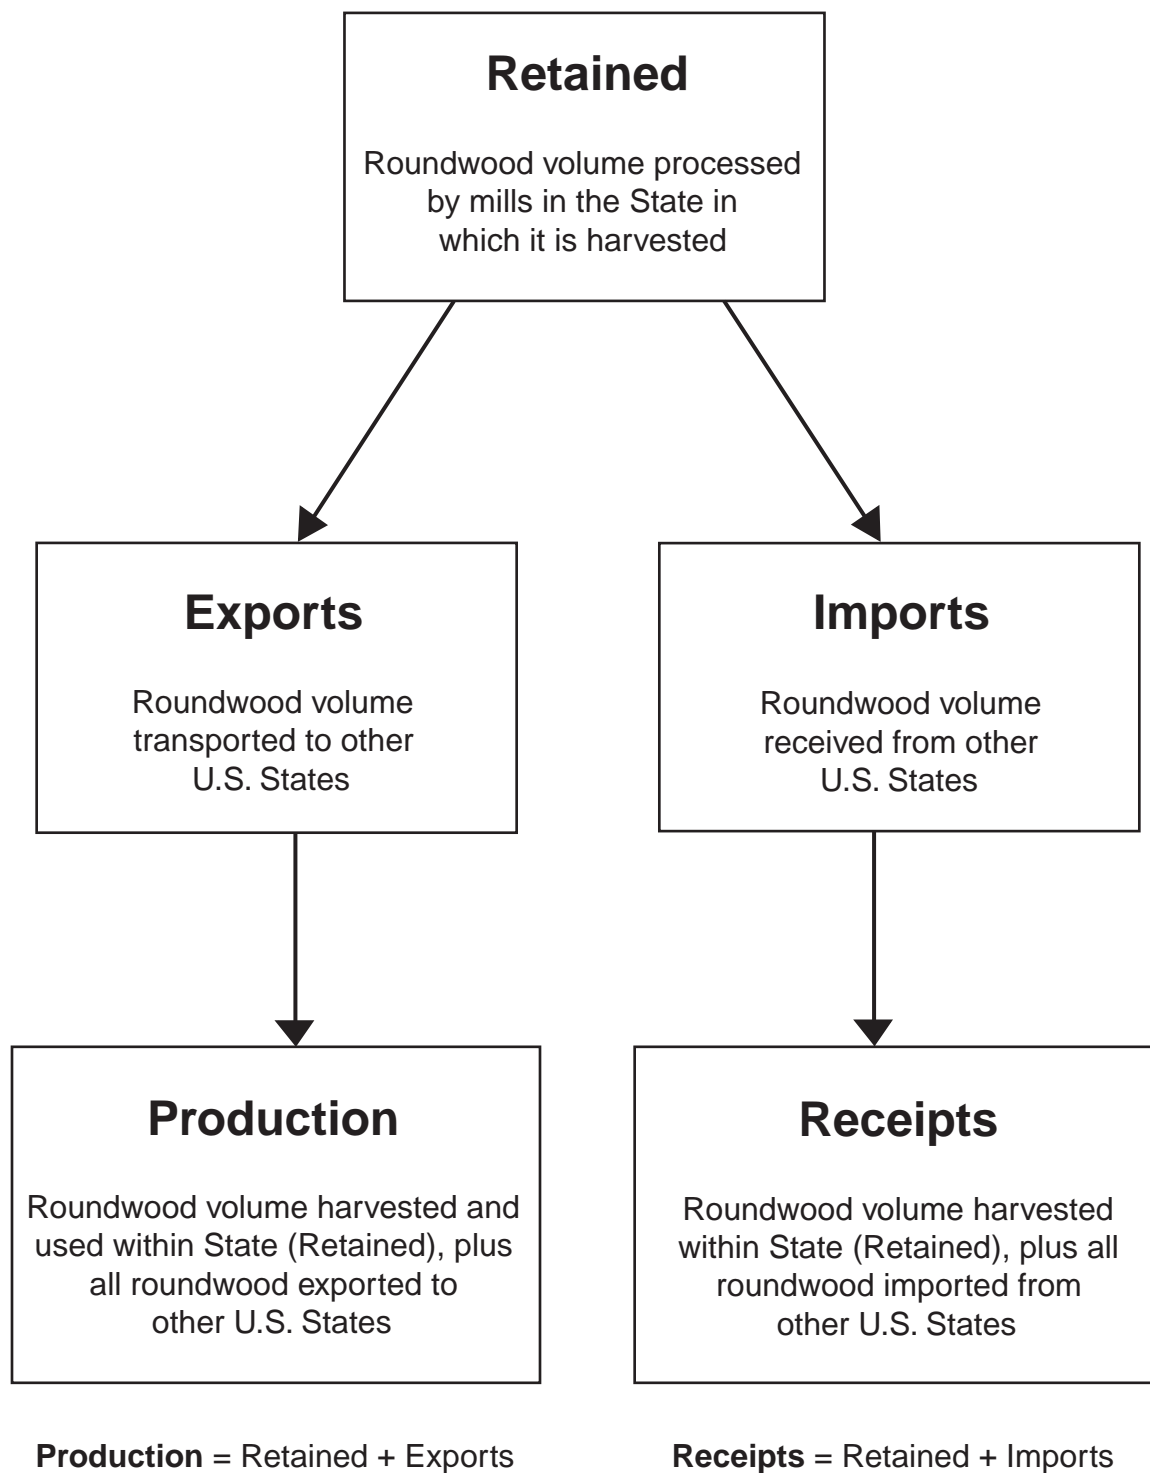 Retained
Roundwood volume processed
by mills in the State in
which it is harvested
Exports
Roundwood volume
transported to other
U.S. States
Imports
Roundwood volume
received from other
U.S. States
Production
Roundwood volume harvested and
used within State (Retained), plus
all roundwood exported to
other U.S. States
Receipts
Roundwood volume harvested
within State (Retained), plus all
roundwood imported from
other U.S. States
Production = Retained + Exports
Receipts = Retained + Imports